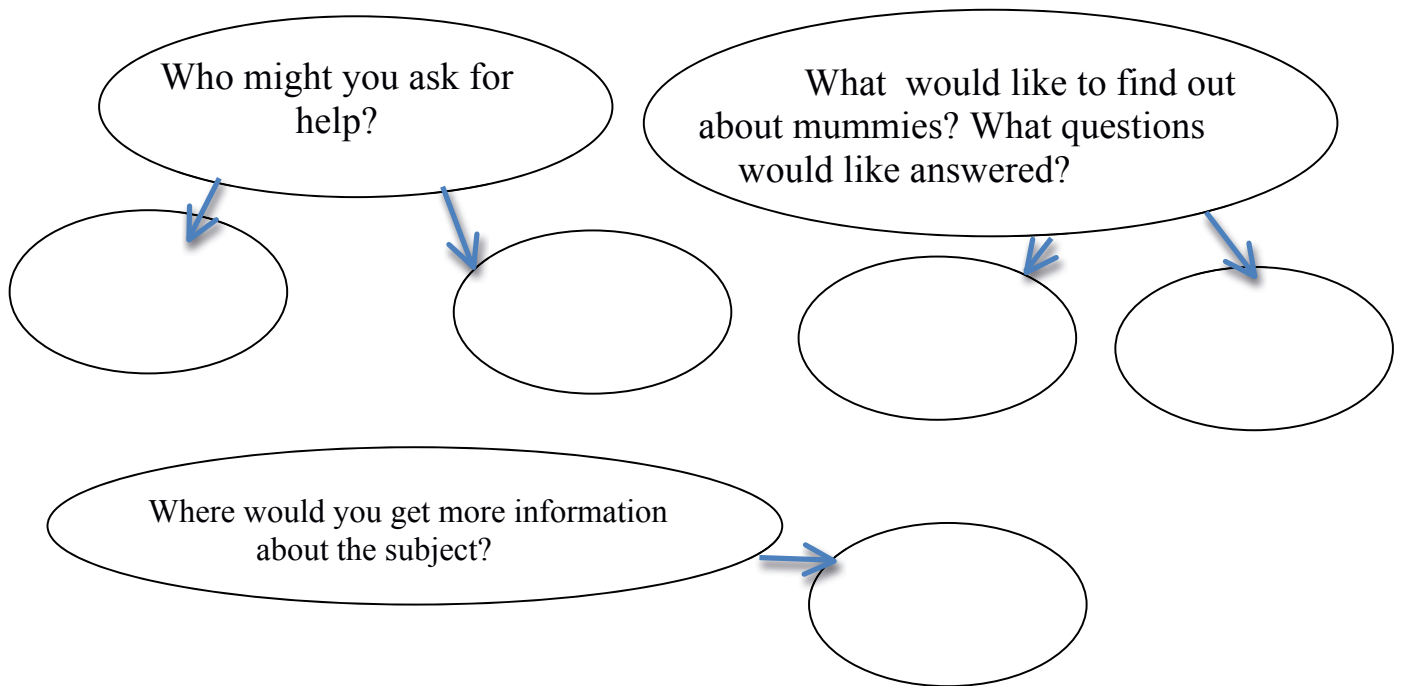 Who might you ask for
help?
What  would like to find out
about mummies? What questions
would like answered?
Where would you get more information
about the subject?